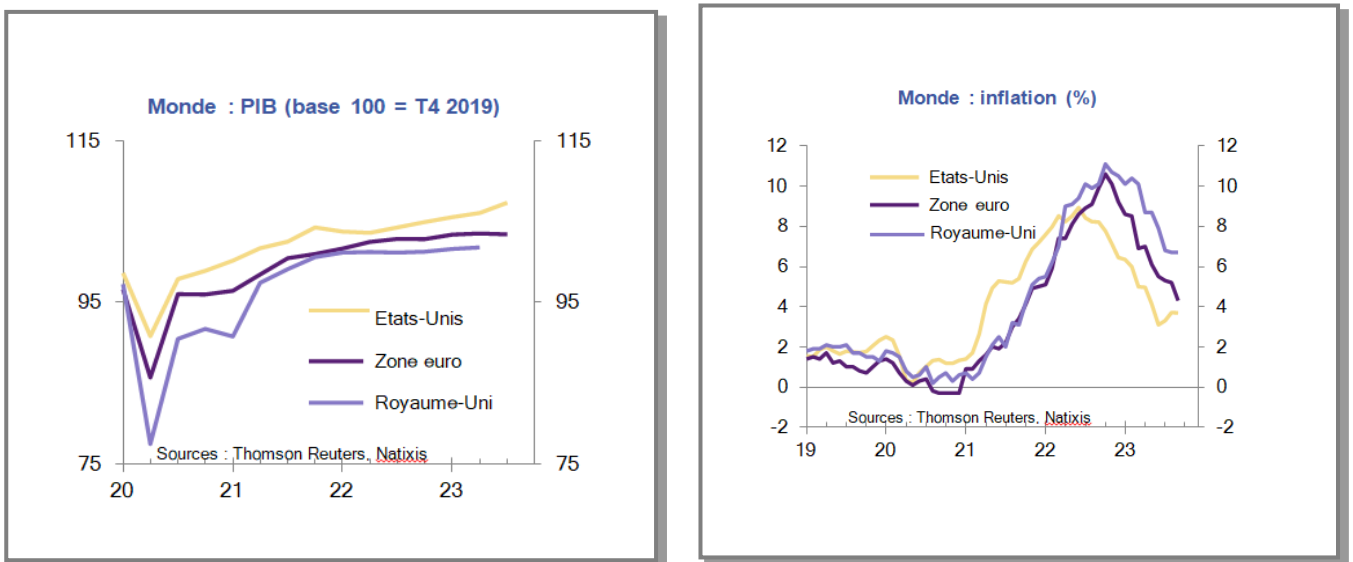 Monde : PIB (base 100 = T4 2019)
115 115
95 95
Etats-Unis
Zone euro
Royaume-Uni
Sources : Thomson Reuters, Natixis
75 75
20 21 22 23
Monde : inflation (%)
12 12
10 10
8 8
6 6
4 4
2 2
0 0
-2 -2
Etats-Unis
Zone euro
Royaume-Uni
Sources : Thomson Reuters, Natixis
19 20 21 22 23